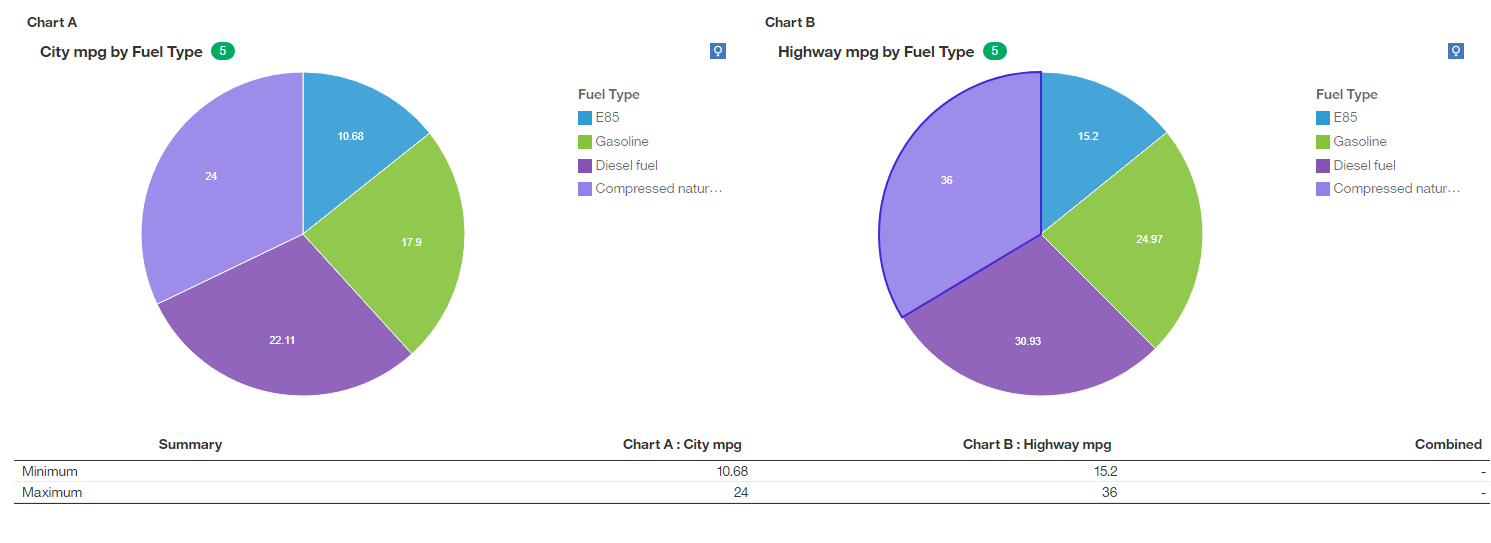 Chart A
City mpg by Fuel Type 5
Fuel Type
E85
Gasoline
Diesel fuel
Compressed natur...
10.68
17.9
22.11
24
Chart B
Highway mpg by Fuel Type 5
Fuel Type
E85
Gasoline
Diesel fuel
Compressed natur...
15.2
24.97
30.93
36
Summary Chart A : City mpg Chart B : Highway mpg Combined
Minimum 10.68 15.2 -
Maximum 24 36 -